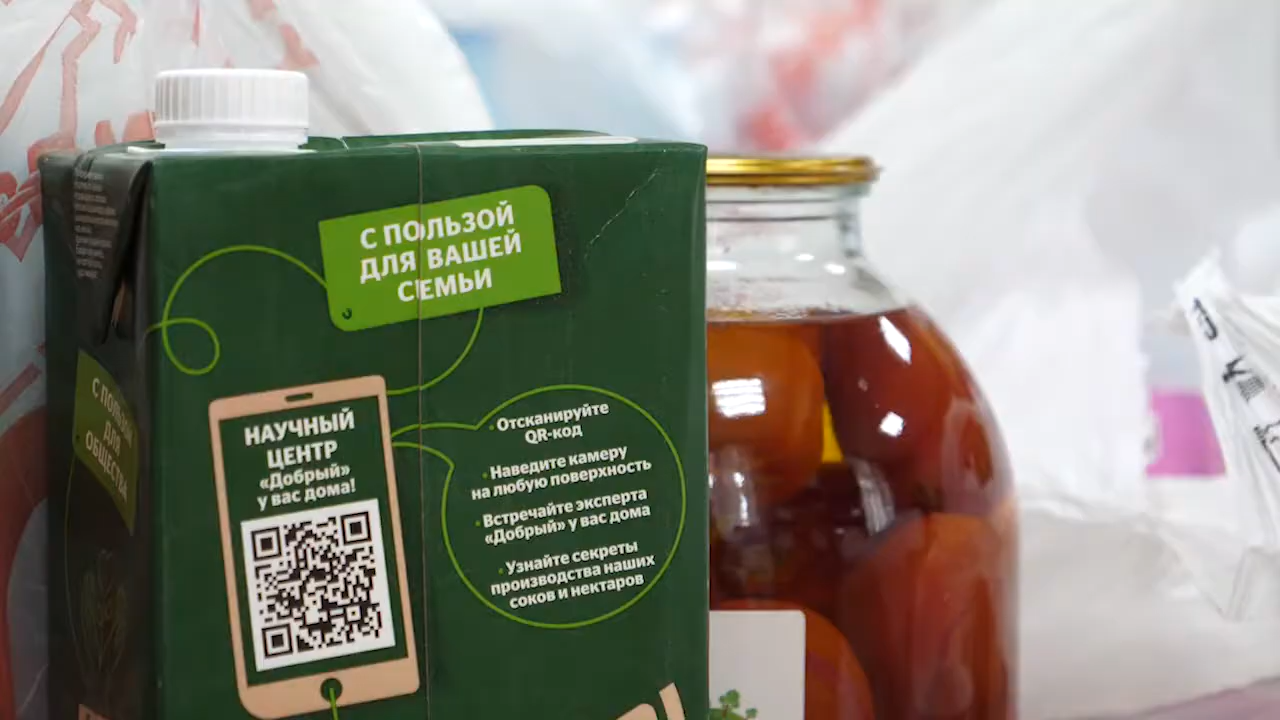 С ПОЛЬЗОЙ
ДЛЯ ВАШЕЙ
СЕМЬИ
С ПОЛЬЗОЙ
ДЛЯ
ОБЩЕСТВА
НАУЧНЫЙ
ЦЕНТР
«Добрый»
у вас дома!
• Отсканируйте
QR-код
• Наведите камеру
на любую поверхность
• Встречайте эксперта
«Добрый» у вас дома
• Узнайте секреты
производства наших
соков и нектаров